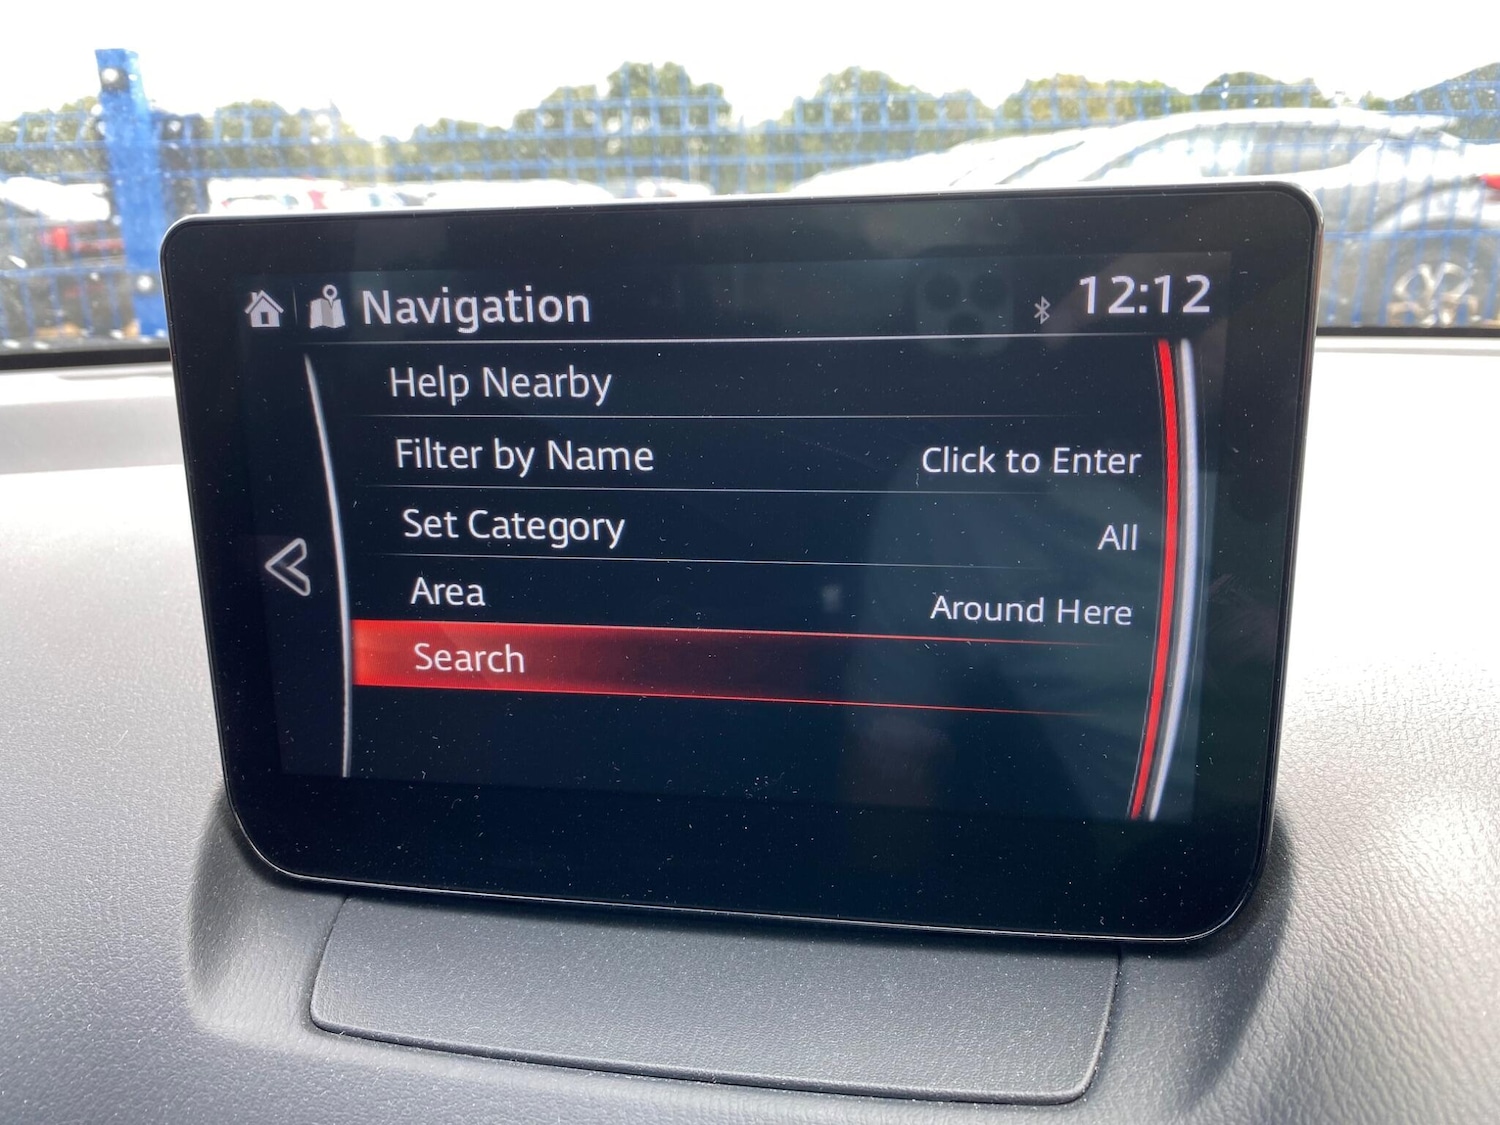 Navigation 12:12
Help Nearby
Filter by Name Click to Enter
Set Category All
Area Around Here
Search